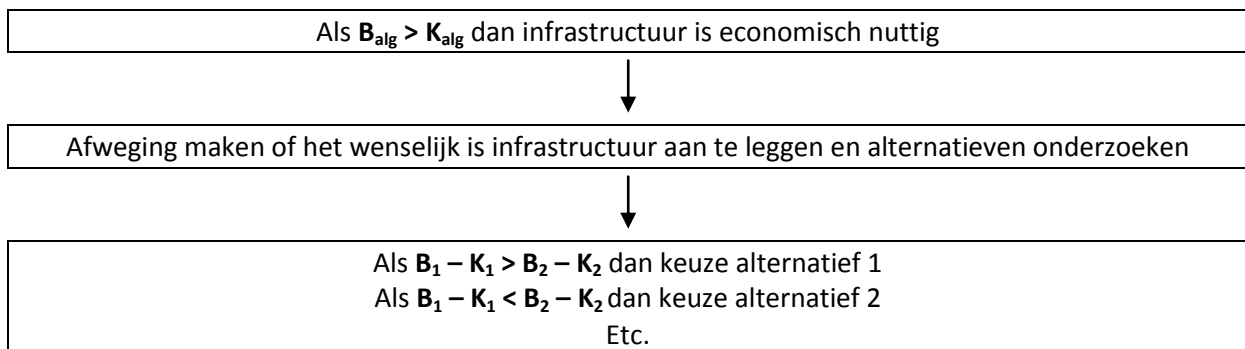 Als B_alg > K_alg dan infrastructuur is economisch nuttig
Afweging maken of het wenselijk is infrastructuur aan te leggen en alternatieven onderzoeken
Als B₁ – K₁ > B₂ – K₂ dan keuze alternatief 1
Als B₁ – K₁ < B₂ – K₂ dan keuze alternatief 2
Etc.